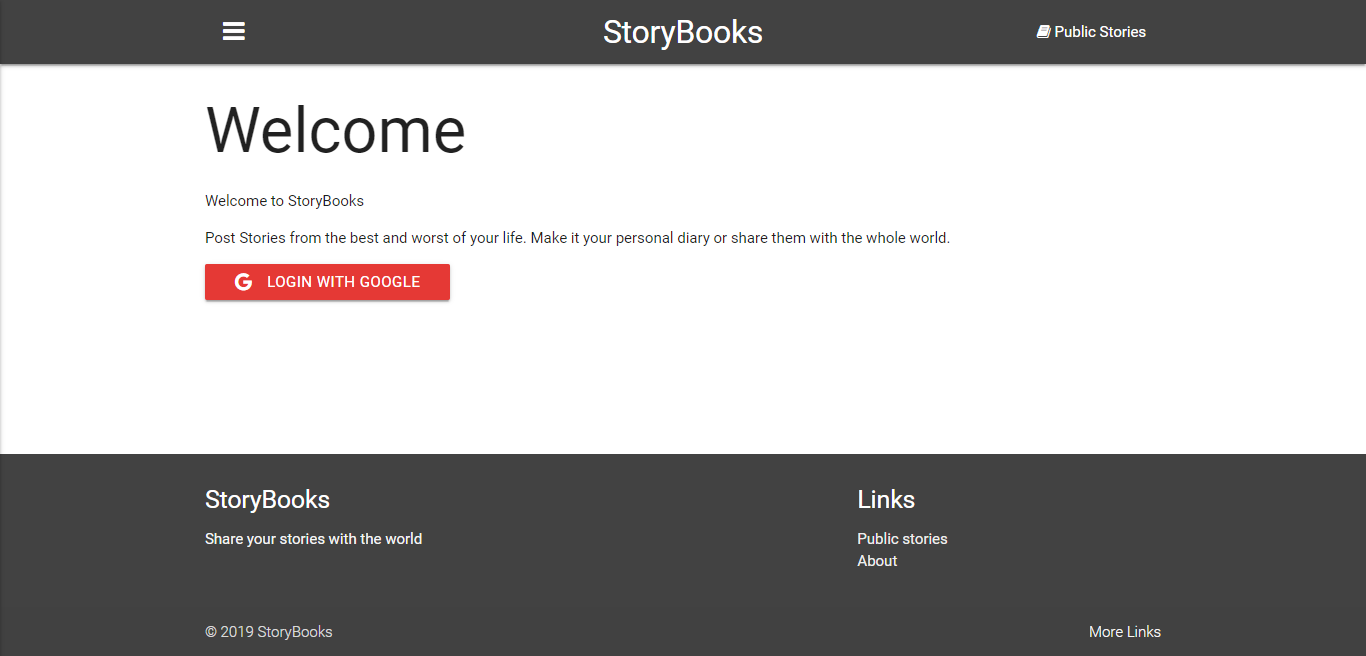 StoryBooks
Public Stories
Welcome
Welcome to StoryBooks
Post Stories from the best and worst of your life. Make it your personal diary or share them with the whole world.
LOGIN WITH GOOGLE
StoryBooks
Share your stories with the world
Links
Public stories
About
© 2019 StoryBooks
More Links